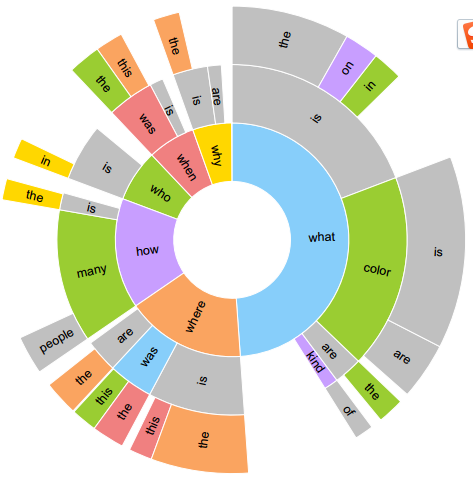 the
on
in
is
what
color
is
are
are
the
kind
of
where
is
the
this
was
the
this
are
the
how
many
people
is
the
who
is
in
when
was
the
this
is
why
is
the
are